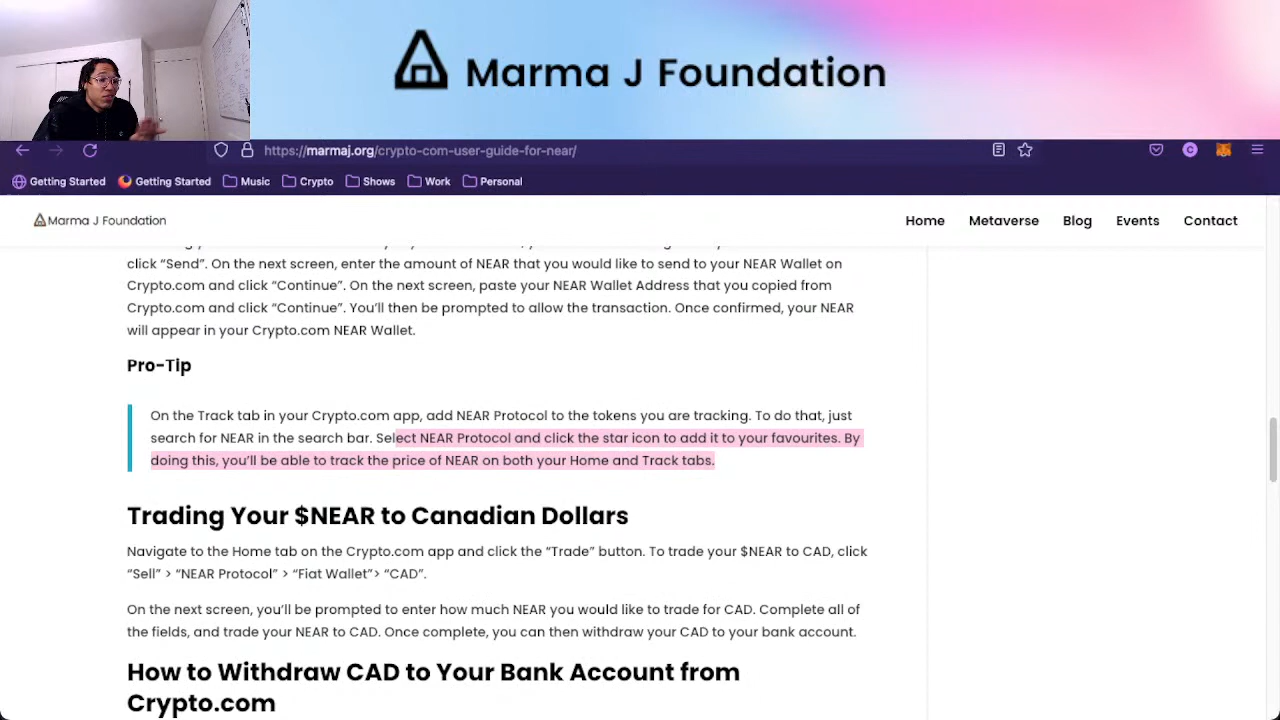 Marma J Foundation
https://marmaj.org/crypto-com-user-guide-for-near/
Getting Started Getting Started Music Crypto Shows Work Personal
Marma J Foundation Home Metaverse Blog Events Contact
click “Send”. On the next screen, enter the amount of NEAR that you would like to send to your NEAR Wallet on
Crypto.com and click “Continue”. On the next screen, paste your NEAR Wallet Address that you copied from
Crypto.com and click “Continue”. You’ll then be prompted to allow the transaction. Once confirmed, your NEAR
will appear in your Crypto.com NEAR Wallet.
Pro-Tip
On the Track tab in your Crypto.com app, add NEAR Protocol to the tokens you are tracking. To do that, just
search for NEAR in the search bar. Select NEAR Protocol and click the star icon to add it to your favourites. By
doing this, you’ll be able to track the price of NEAR on both your Home and Track tabs.
Trading Your $NEAR to Canadian Dollars
Navigate to the Home tab on the Crypto.com app and click the “Trade” button. To trade your $NEAR to CAD, click
“Sell” > “NEAR Protocol” > “Fiat Wallet”> “CAD”.
On the next screen, you’ll be prompted to enter how much NEAR you would like to trade for CAD. Complete all of
the fields, and trade your NEAR to CAD. Once complete, you can then withdraw your CAD to your bank account.
How to Withdraw CAD to Your Bank Account from
Crypto.com